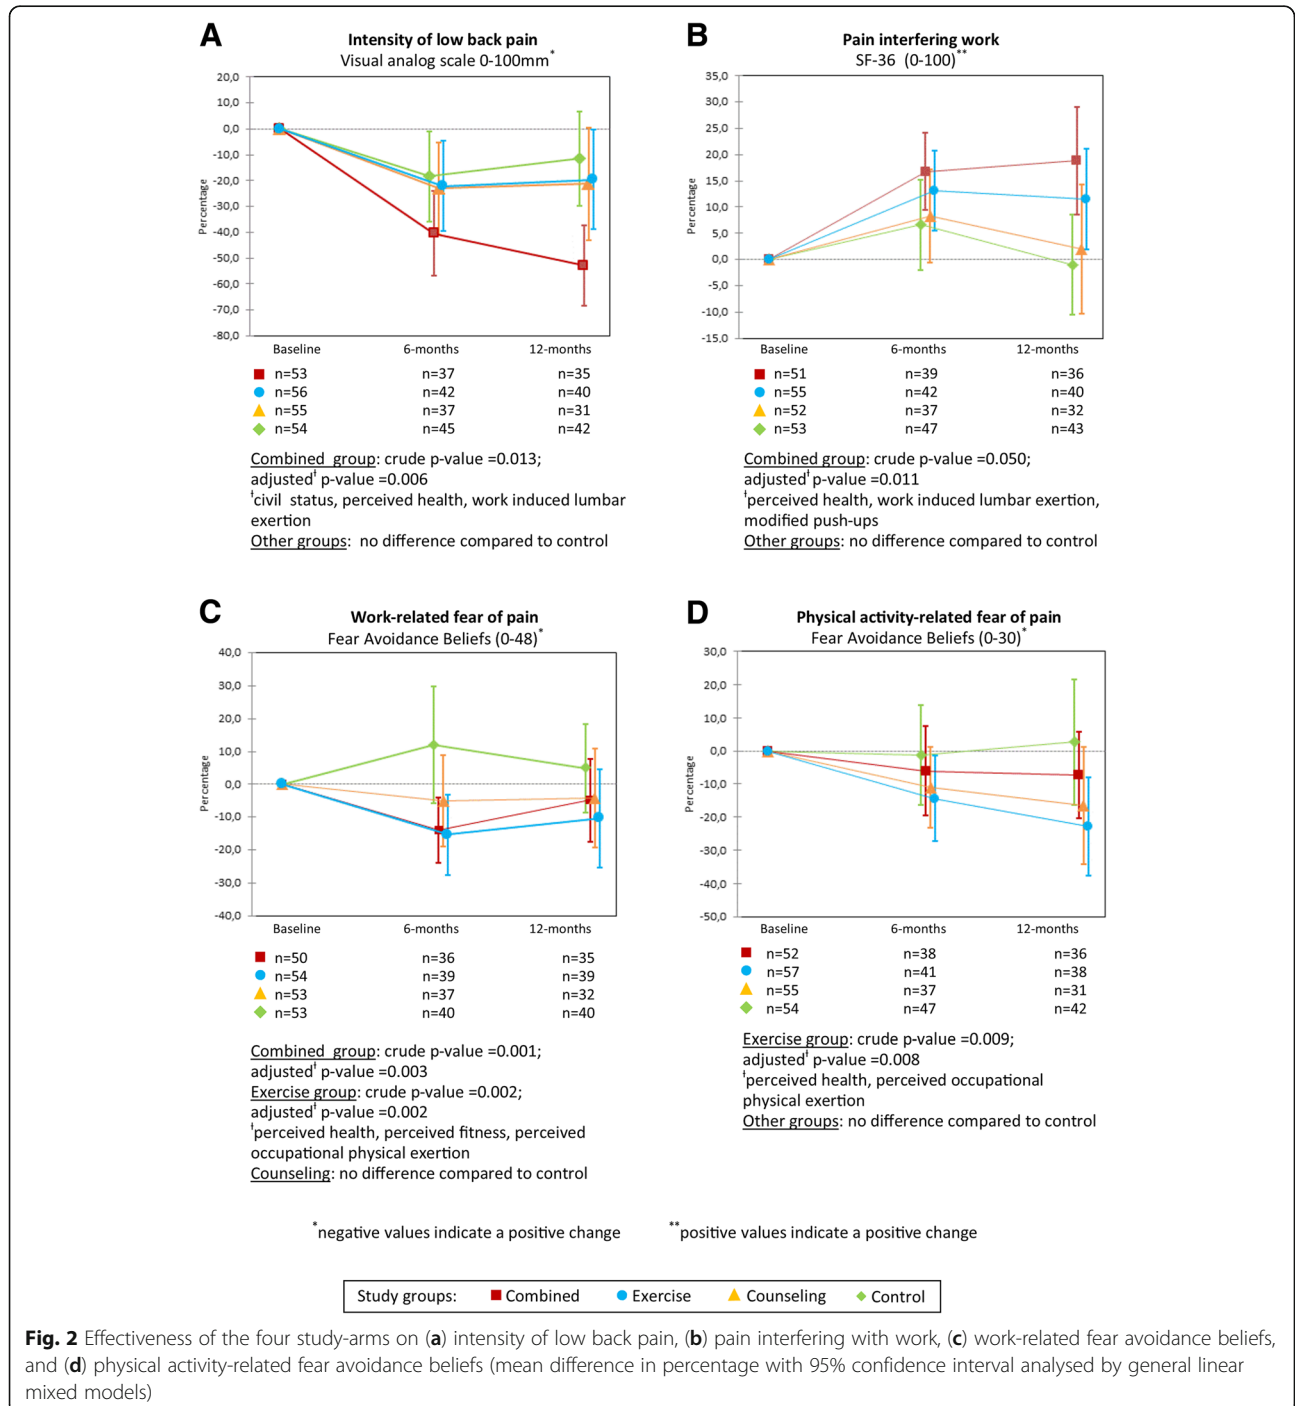 A
Intensity of low back pain
Visual analog scale 0-100mm*
Percentage
20,0
10,0
0,0
-10,0
-20,0
-30,0
-40,0
-50,0
-60,0
-70,0
-80,0
Baseline 6-months 12-months
n=53 n=37 n=35
n=56 n=42 n=40
n=55 n=37 n=31
n=54 n=45 n=42
Combined group: crude p-value =0.013;
adjusted† p-value =0.006
†civil status, perceived health, work induced lumbar
exertion
Other groups: no difference compared to control
B
Pain interfering work
SF-36 (0-100)**
Percentage
35,0
30,0
25,0
20,0
15,0
10,0
5,0
0,0
-5,0
-10,0
-15,0
Baseline 6-months 12-months
n=51 n=39 n=36
n=55 n=42 n=40
n=52 n=37 n=32
n=53 n=47 n=43
Combined group: crude p-value =0.050;
adjusted† p-value =0.011
†perceived health, work induced lumbar exertion,
modified push-ups
Other groups: no difference compared to control
C
Work-related fear of pain
Fear Avoidance Beliefs (0-48)*
Percentage
40,0
30,0
20,0
10,0
0,0
-10,0
-20,0
-30,0
-40,0
Baseline 6-months 12-months
n=50 n=36 n=35
n=54 n=39 n=39
n=53 n=37 n=32
n=53 n=40 n=40
Combined group: crude p-value =0.001;
adjusted† p-value =0.003
Exercise group: crude p-value =0.002;
adjusted† p-value =0.002
†perceived health, perceived fitness, perceived
occupational physical exertion
Counseling: no difference compared to control
D
Physical activity-related fear of pain
Fear Avoidance Beliefs (0-30)*
Percentage
30,0
20,0
10,0
0,0
-10,0
-20,0
-30,0
-40,0
-50,0
Baseline 6-months 12-months
n=52 n=38 n=36
n=57 n=41 n=38
n=55 n=37 n=31
n=54 n=47 n=42
Exercise group: crude p-value =0.009;
adjusted† p-value =0.008
†perceived health, perceived occupational
physical exertion
Other groups: no difference compared to control
*negative values indicate a positive change **positive values indicate a positive change
Study groups: Combined Exercise Counseling Control
Fig. 2 Effectiveness of the four study-arms on (a) intensity of low back pain, (b) pain interfering with work, (c) work-related fear avoidance beliefs,
and (d) physical activity-related fear avoidance beliefs (mean difference in percentage with 95% confidence interval analysed by general linear
mixed models)